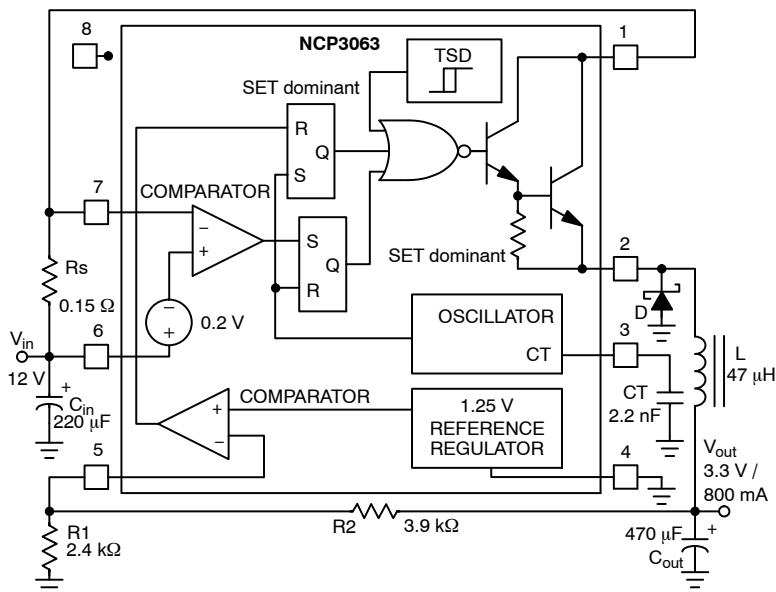 8
NCP3063
1
TSD
SET dominant
R
Q
S
7
COMPARATOR
−
+
S
Q
R
SET dominant
2
D
Rs
0.15 Ω
−
+
0.2 V
OSCILLATOR
CT
3
L
47 μH
CT
2.2 nF
Vin
12 V
6
+
Cin
220 μF
COMPARATOR
+
−
1.25 V
REFERENCE
REGULATOR
5
4
Vout
3.3 V /
800 mA
R1
2.4 kΩ
R2
3.9 kΩ
470 μF
+
Cout